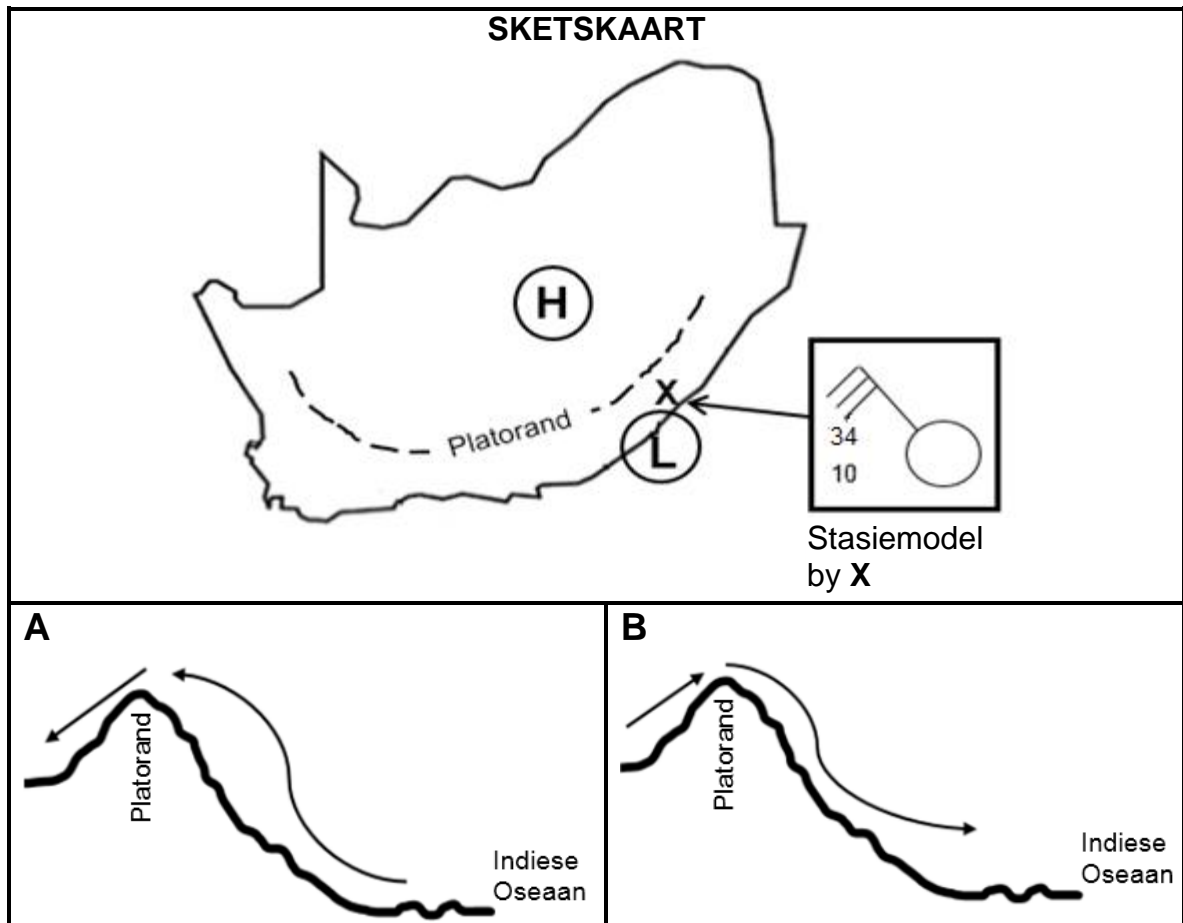 SKETSKAART
H
Platorand
X
L
34
10
Stasiemodel
by X
A
Platorand
Indiese
Oseaan
B
Platorand
Indiese
Oseaan